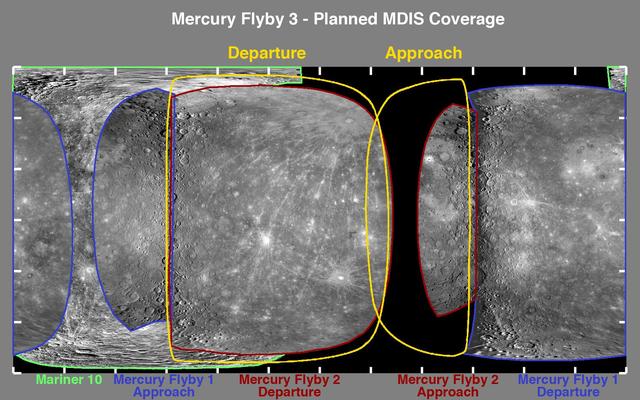 Mercury Flyby 3 - Planned MDIS Coverage
Departure Approach
Mariner 10 Mercury Flyby 1 Mercury Flyby 2 Mercury Flyby 2 Mercury Flyby 1
Approach Departure Approach Departure